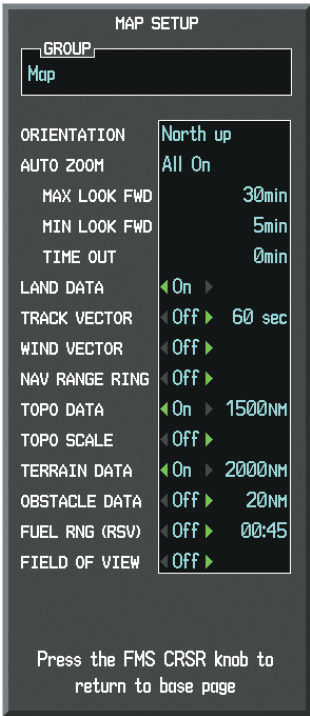 MAP SETUP
GROUP
Map
ORIENTATION North up
AUTO ZOOM All On
MAX LOOK FWD 30min
MIN LOOK FWD 5min
TIME OUT 0min
LAND DATA On
TRACK VECTOR Off 60 sec
WIND VECTOR Off
NAV RANGE RING Off
TOPO DATA On 1500NM
TOPO SCALE Off
TERRAIN DATA On 2000NM
OBSTACLE DATA Off 20NM
FUEL RNG (RSV) Off 00:45
FIELD OF VIEW Off
Press the FMS CRSR knob to
return to base page